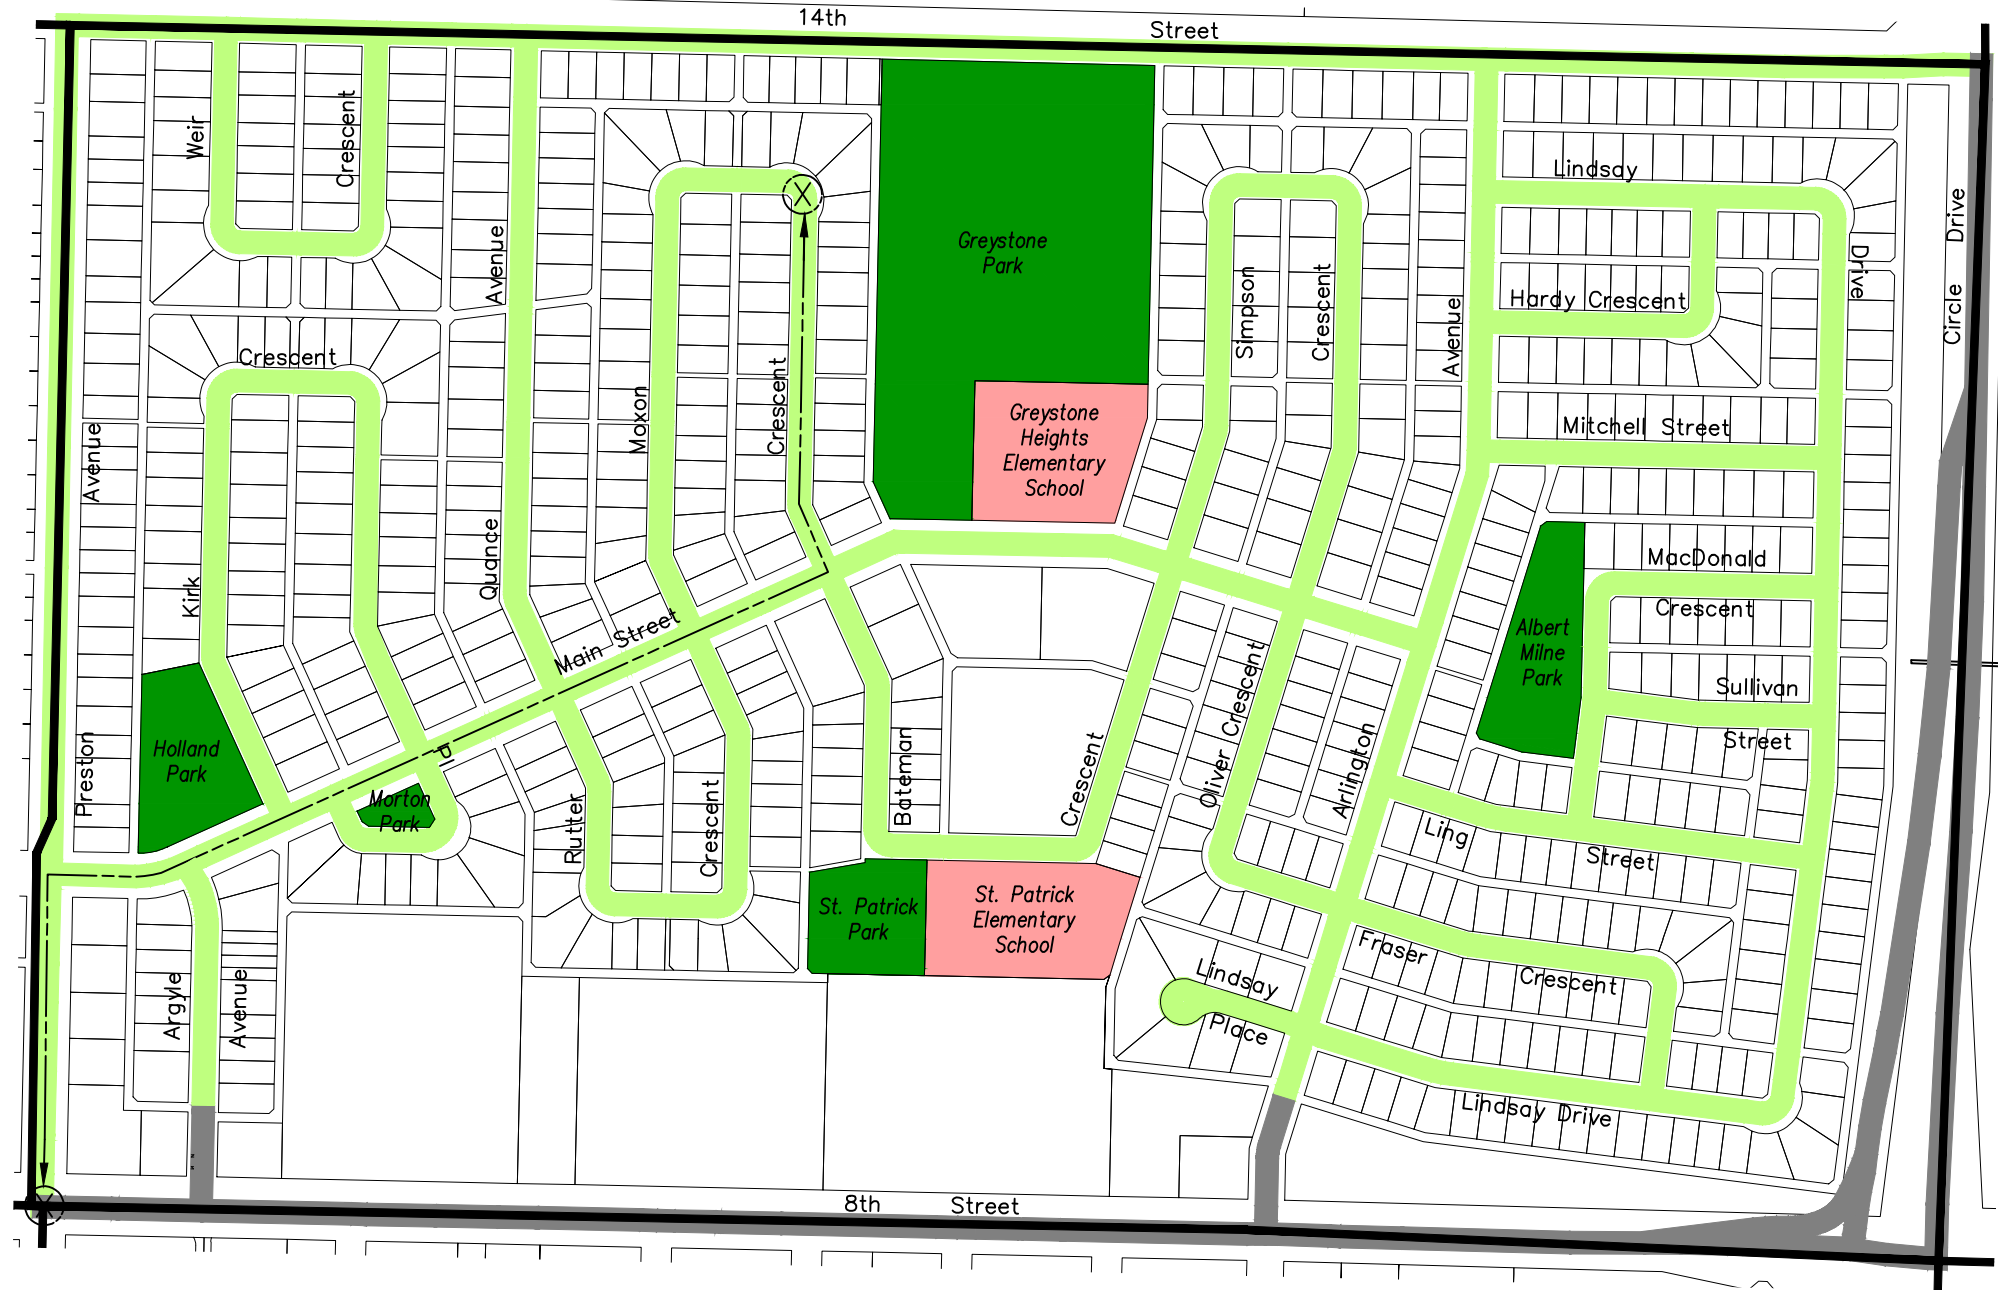 14th Street
Weir
Crescent
Avenue
Lindsay
Drive
Circle Drive
Greystone
Park
Simpson
Crescent
Avenue
Hardy Crescent
Crescent
Moxon
Crescent
Greystone
Heights
Elementary
School
Mitchell Street
Avenue
Quance
Kirk
MacDonald
Crescent
Main Street
Albert
Milne
Park
Sullivan
Street
Oliver Crescent
Arlington
Holland
Park
Preston
Pl
Morton
Park
Rutter
Crescent
Bateman
Crescent
Ling
Street
St. Patrick
Park
St. Patrick
Elementary
School
Fraser
Crescent
Lindsay
Place
Argyle
Avenue
Lindsay Drive
8th Street